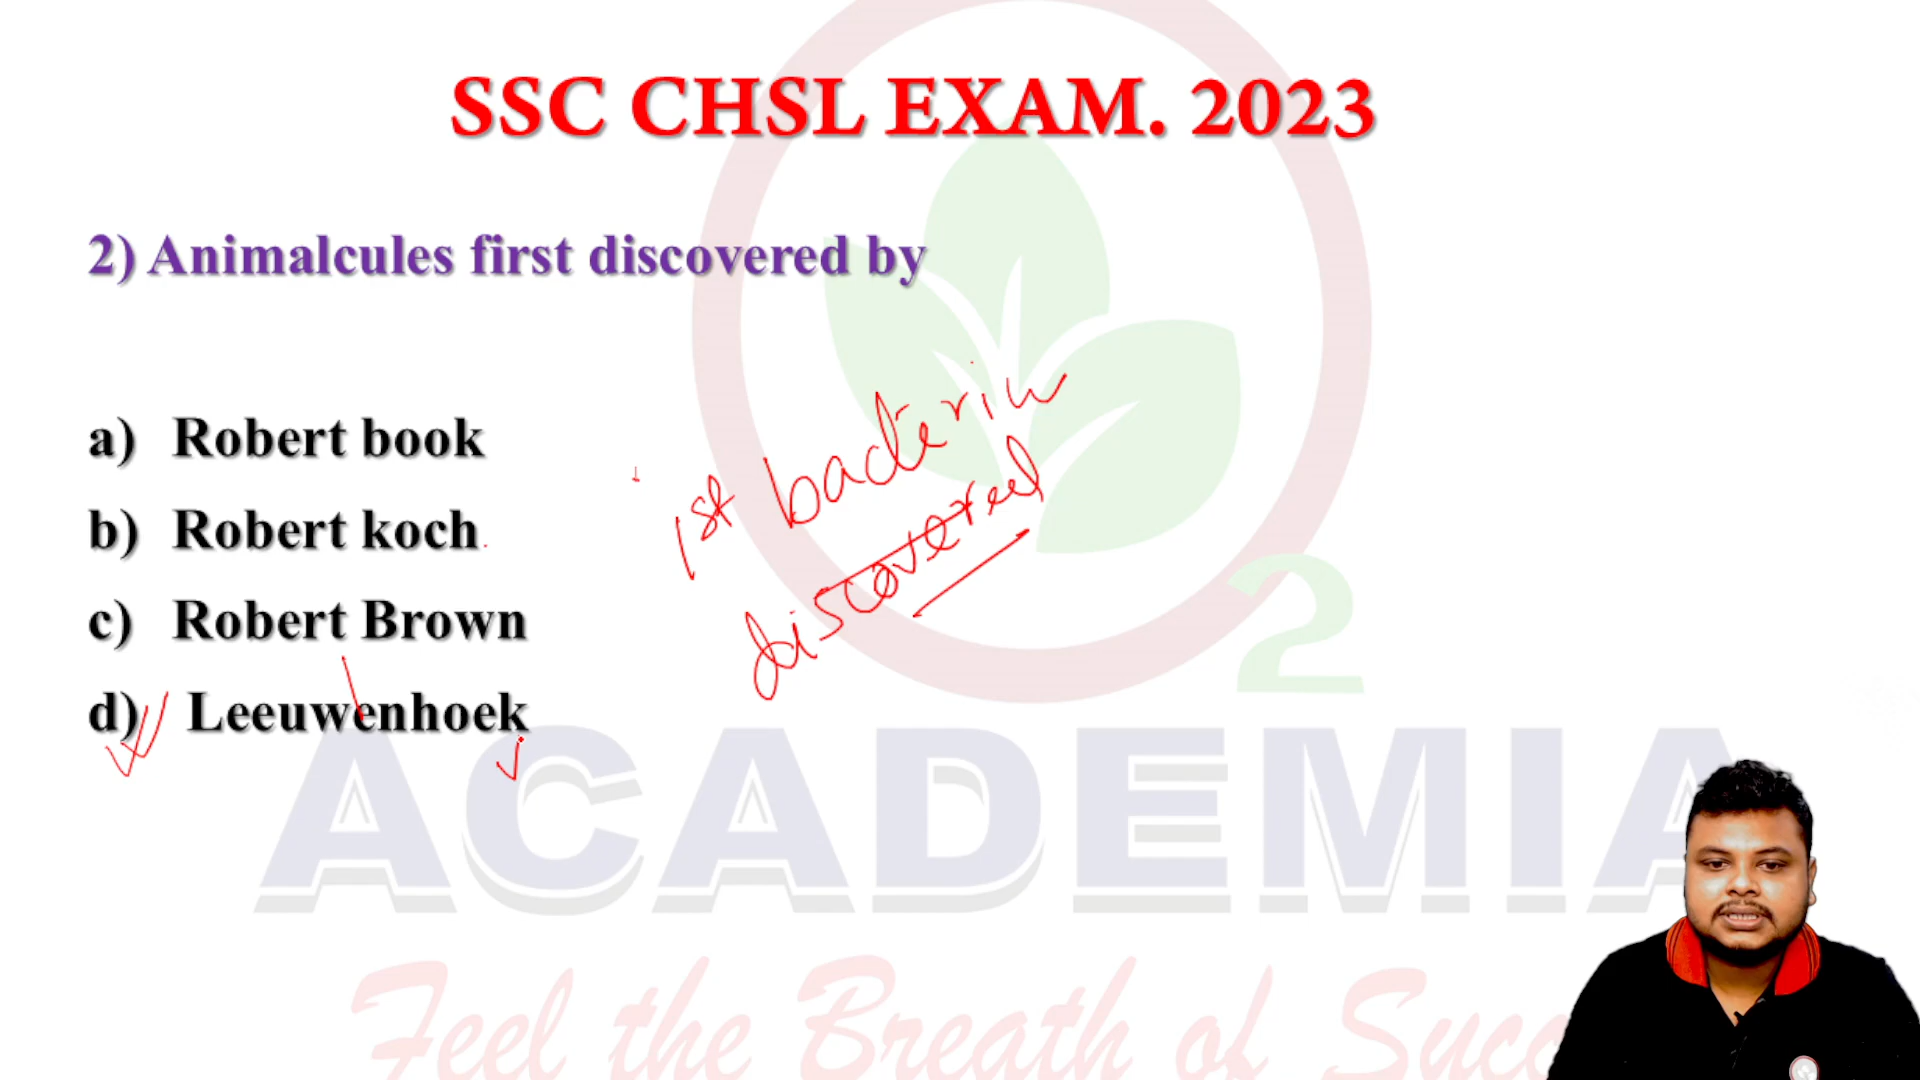 SSC CHSL EXAM. 2023
2) Animalcules first discovered by
a) Robert book
b) Robert koch
c) Robert Brown
d) Leeuwenhoek
1st bacteria
discovered
2
ACADEMIA
Feel the Breath of Succ